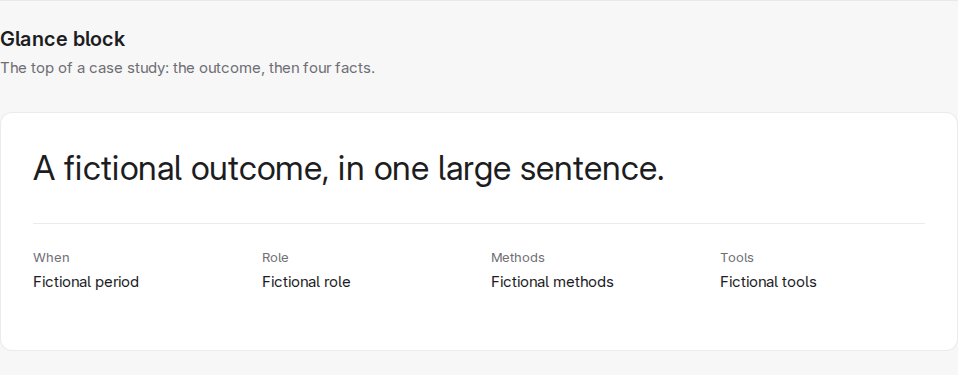 Glance block
The top of a case study: the outcome, then four facts.
A fictional outcome, in one large sentence.
When
Role
Methods
Tools
Fictional period
Fictional role
Fictional methods
Fictional tools